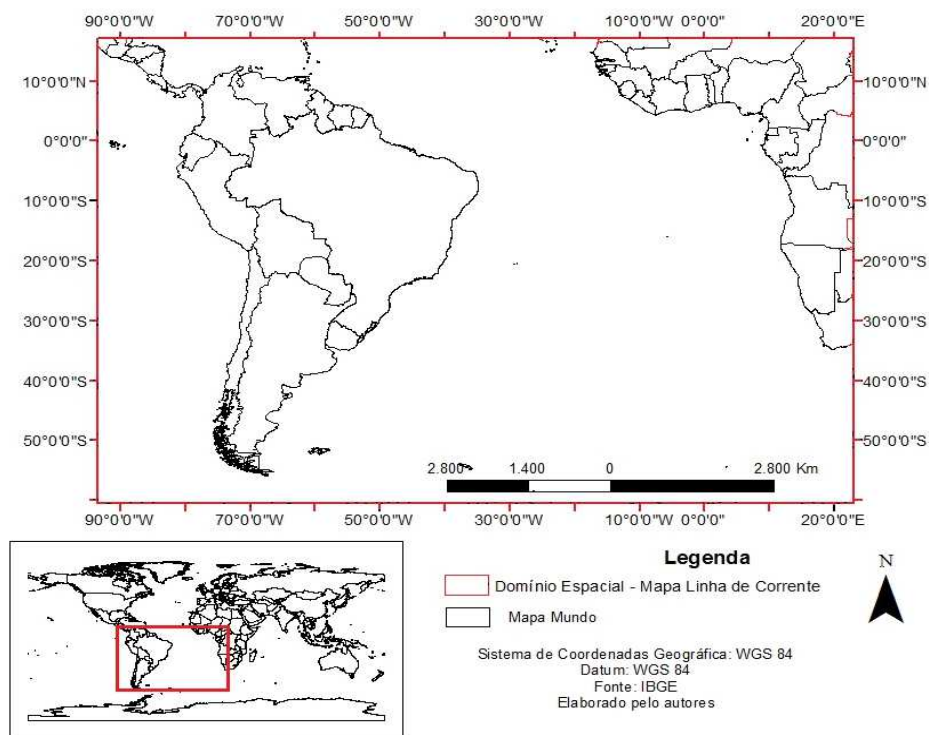 90°0'0"W 70°0'0"W 50°0'0"W 30°0'0"W 10°0'0"W 0°0'0" 20°0'0"E
10°0'0"N 10°0'0"N
0°0'0" 0°0'0"
10°0'0"S 10°0'0"S
20°0'0"S 20°0'0"S
30°0'0"S 30°0'0"S
40°0'0"S 40°0'0"S
50°0'0"S 50°0'0"S
2.800 1.400 0 2.800 Km
90°0'0"W 70°0'0"W 50°0'0"W 30°0'0"W 10°0'0"W 0°0'0" 20°0'0"E
Legenda
N
Domínio Espacial - Mapa Linha de Corrente
Mapa Mundo
Sistema de Coordenadas Geográfica: WGS 84
Datum: WGS 84
Fonte: IBGE
Elaborado pelo autores